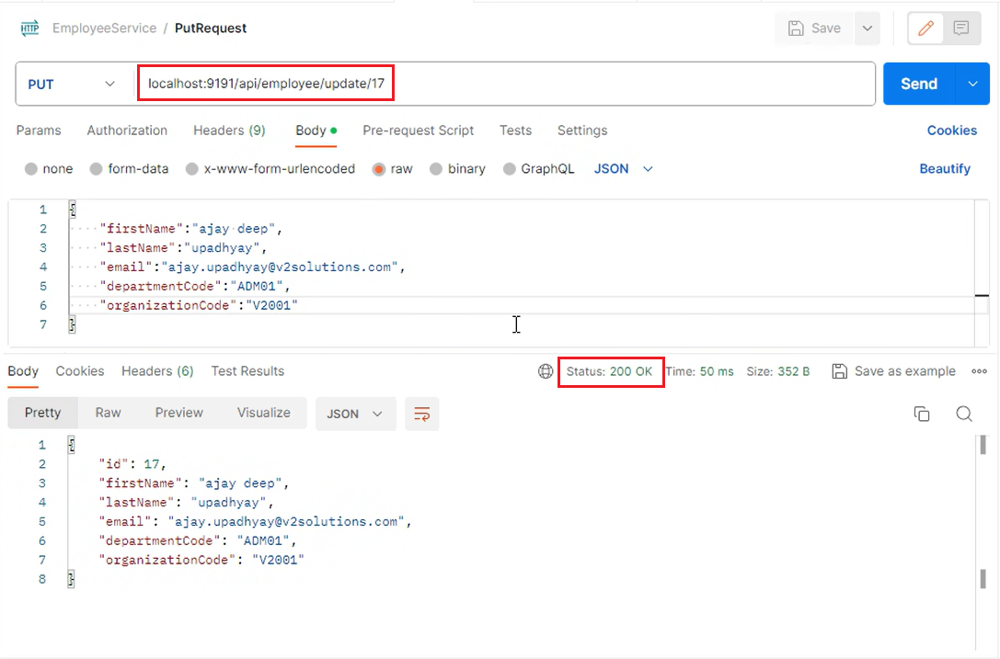 HTTP EmployeeService / PutRequest Save
PUT localhost:9191/api/employee/update/17 Send
Params Authorization Headers (9) Body Pre-request Script Tests Settings Cookies
none form-data x-www-form-urlencoded raw binary GraphQL JSON Beautify
1 {
2 ····"firstName":"ajay·deep",
3 ····"lastName":"upadhyay",
4 ····"email":"ajay.upadhyay@v2solutions.com",
5 ····"departmentCode":"ADM01",
6 ····"organizationCode":"V2001"
7 }
Body Cookies Headers (6) Test Results Status: 200 OK Time: 50 ms Size: 352 B Save as example
Pretty Raw Preview Visualize JSON
1 {
2 "id": 17,
3 "firstName": "ajay deep",
4 "lastName": "upadhyay",
5 "email": "ajay.upadhyay@v2solutions.com",
6 "departmentCode": "ADM01",
7 "organizationCode": "V2001"
8 }